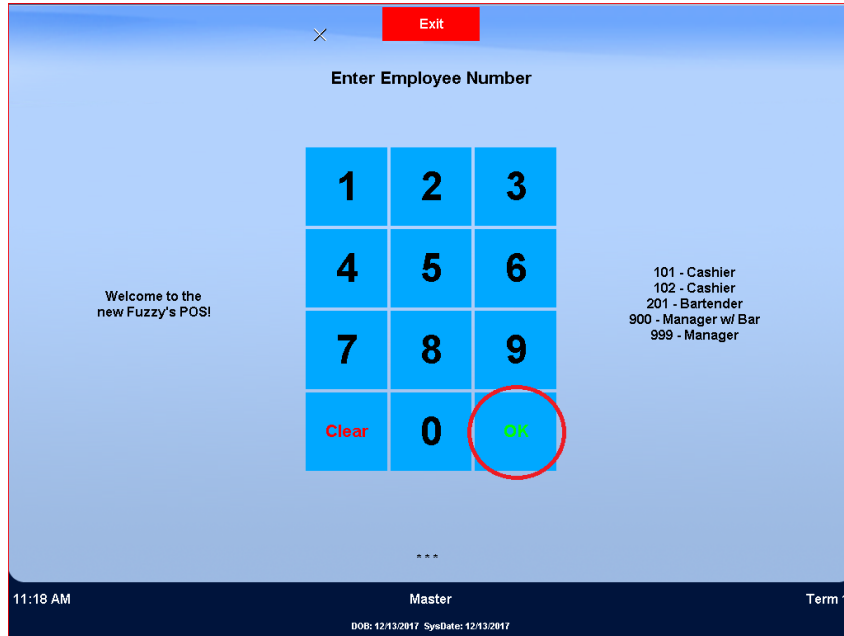 Exit
Enter Employee Number
1 2 3
4 5 6
7 8 9
Clear 0 OK
Welcome to the
new Fuzzy's POS!
101 - Cashier
102 - Cashier
201 - Bartender
900 - Manager w/ Bar
999 - Manager
***
11:18 AM Master Term
DOB: 12/13/2017 SysDate: 12/13/2017